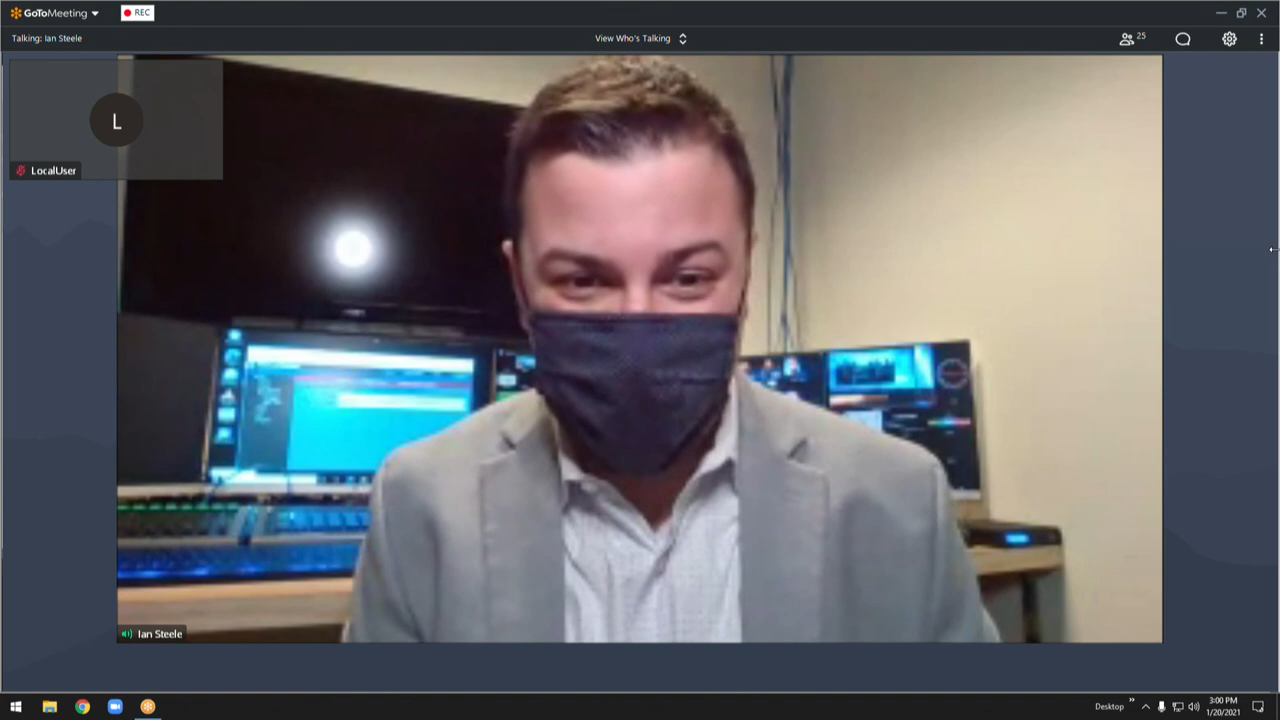 GoToMeeting
REC
Talking: Ian Steele
View Who's Talking
25
L
LocalUser
Ian Steele
Desktop
3:00 PM
1/20/2021